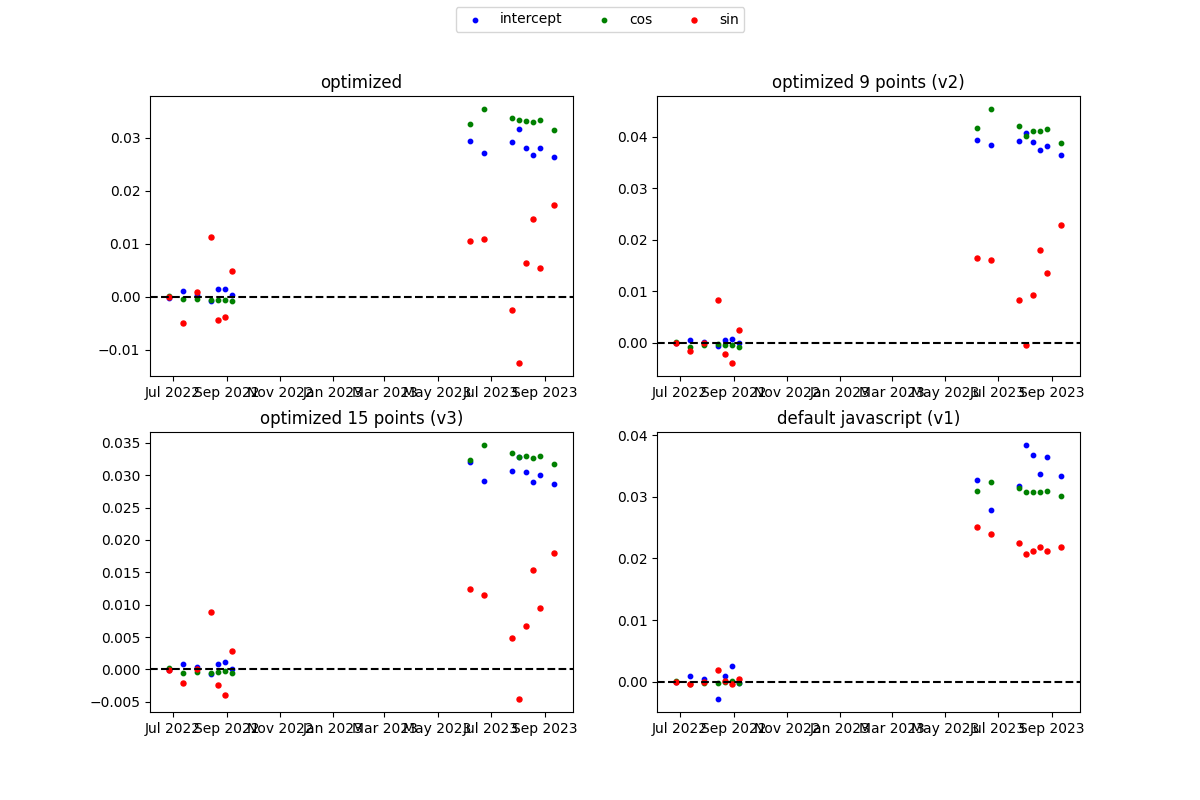 intercept cos sin
optimized
0.03
0.02
0.01
0.00
−0.01
Jul 2022 Sep 2022 Nov 2022 Jan 2023 Mar 2023 May 2023 Jul 2023 Sep 2023
optimized 9 points (v2)
0.04
0.03
0.02
0.01
0.00
Jul 2022 Sep 2022 Nov 2022 Jan 2023 Mar 2023 May 2023 Jul 2023 Sep 2023
optimized 15 points (v3)
0.035
0.030
0.025
0.020
0.015
0.010
0.005
0.000
−0.005
Jul 2022 Sep 2022 Nov 2022 Jan 2023 Mar 2023 May 2023 Jul 2023 Sep 2023
default javascript (v1)
0.04
0.03
0.02
0.01
0.00
Jul 2022 Sep 2022 Nov 2022 Jan 2023 Mar 2023 May 2023 Jul 2023 Sep 2023